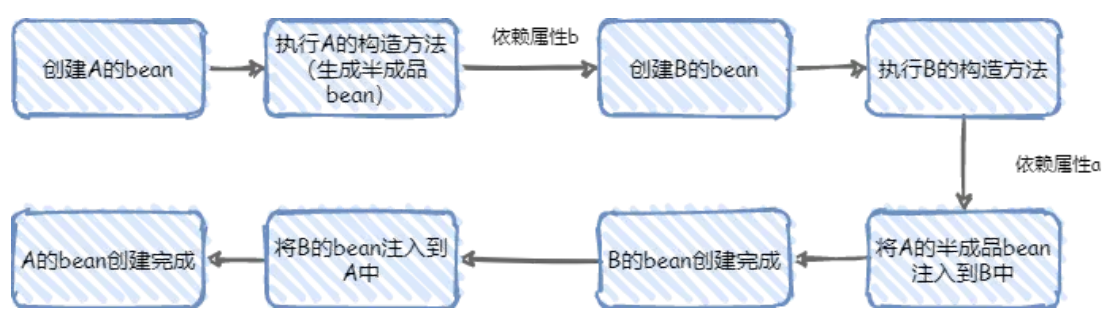 创建A的bean
执行A的构造方法
（生成半成品
bean）
依赖属性b
创建B的bean
执行B的构造方法
依赖属性a
将A的半成品bean
注入到B中
B的bean创建完成
将B的bean注入到
A中
A的bean创建完成